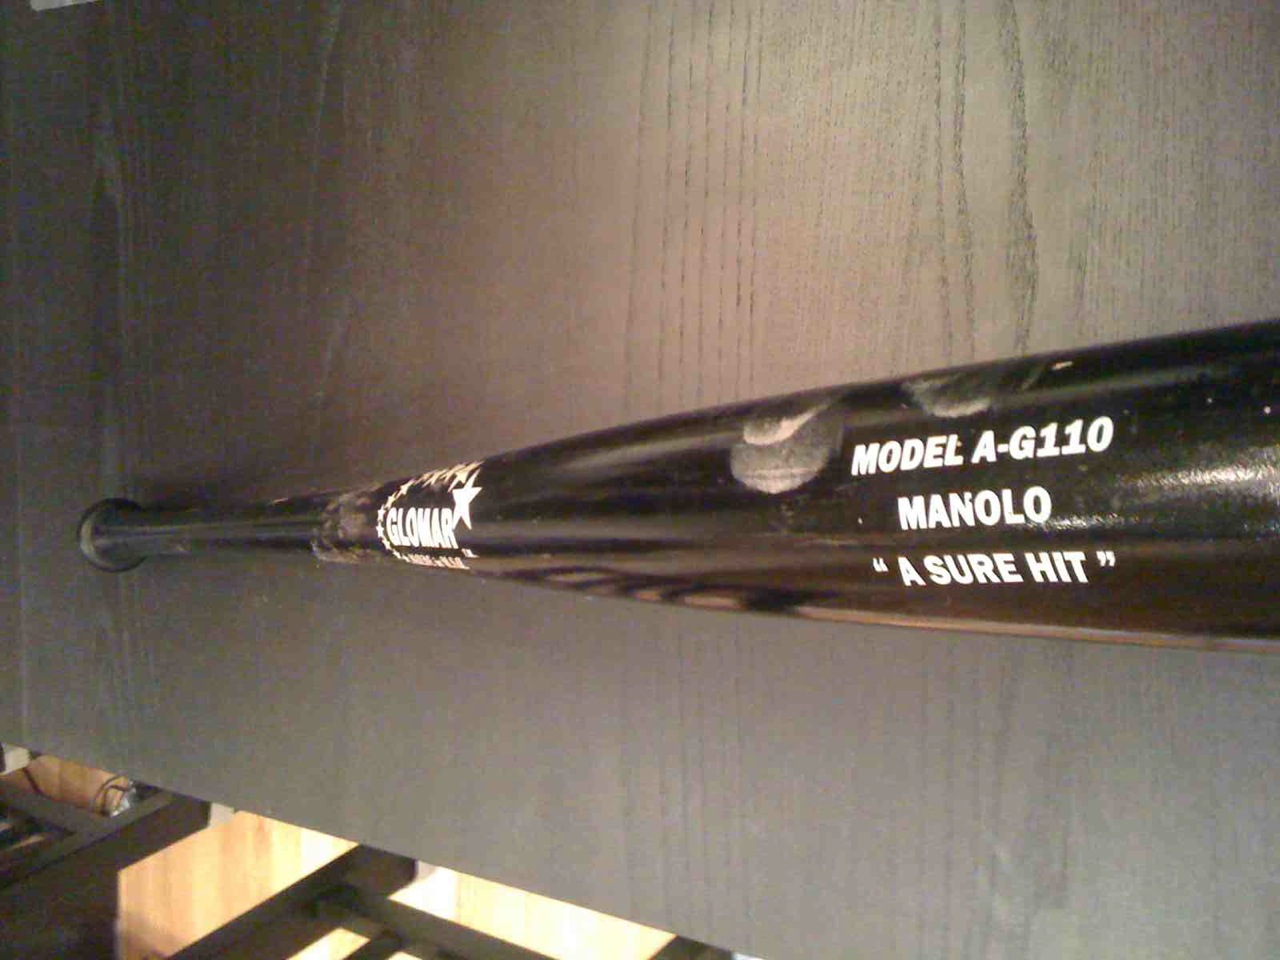 GLOMAR
MODEL A-G110
MANOLO
“ A SURE HIT ”